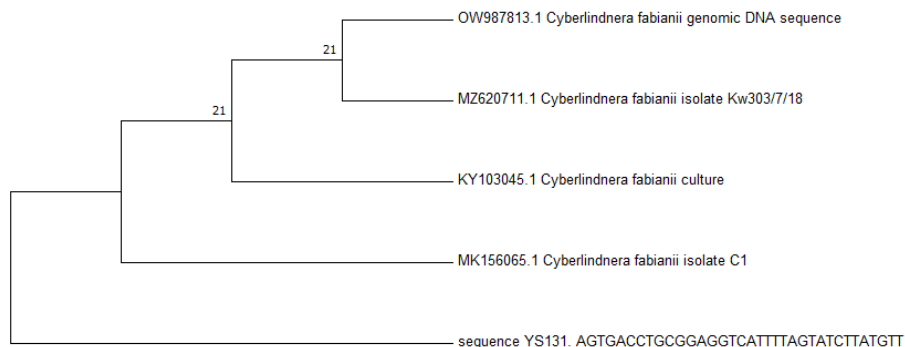 OW987813.1 Cyberlindnera fabianii genomic DNA sequence
21
MZ620711.1 Cyberlindnera fabianii isolate Kw303/7/18
21
KY103045.1 Cyberlindnera fabianii culture
MK156065.1 Cyberlindnera fabianii isolate C1
sequence YS131. AGTGACCTGCGGAGGTCATTTTAGTATCTTATGTT